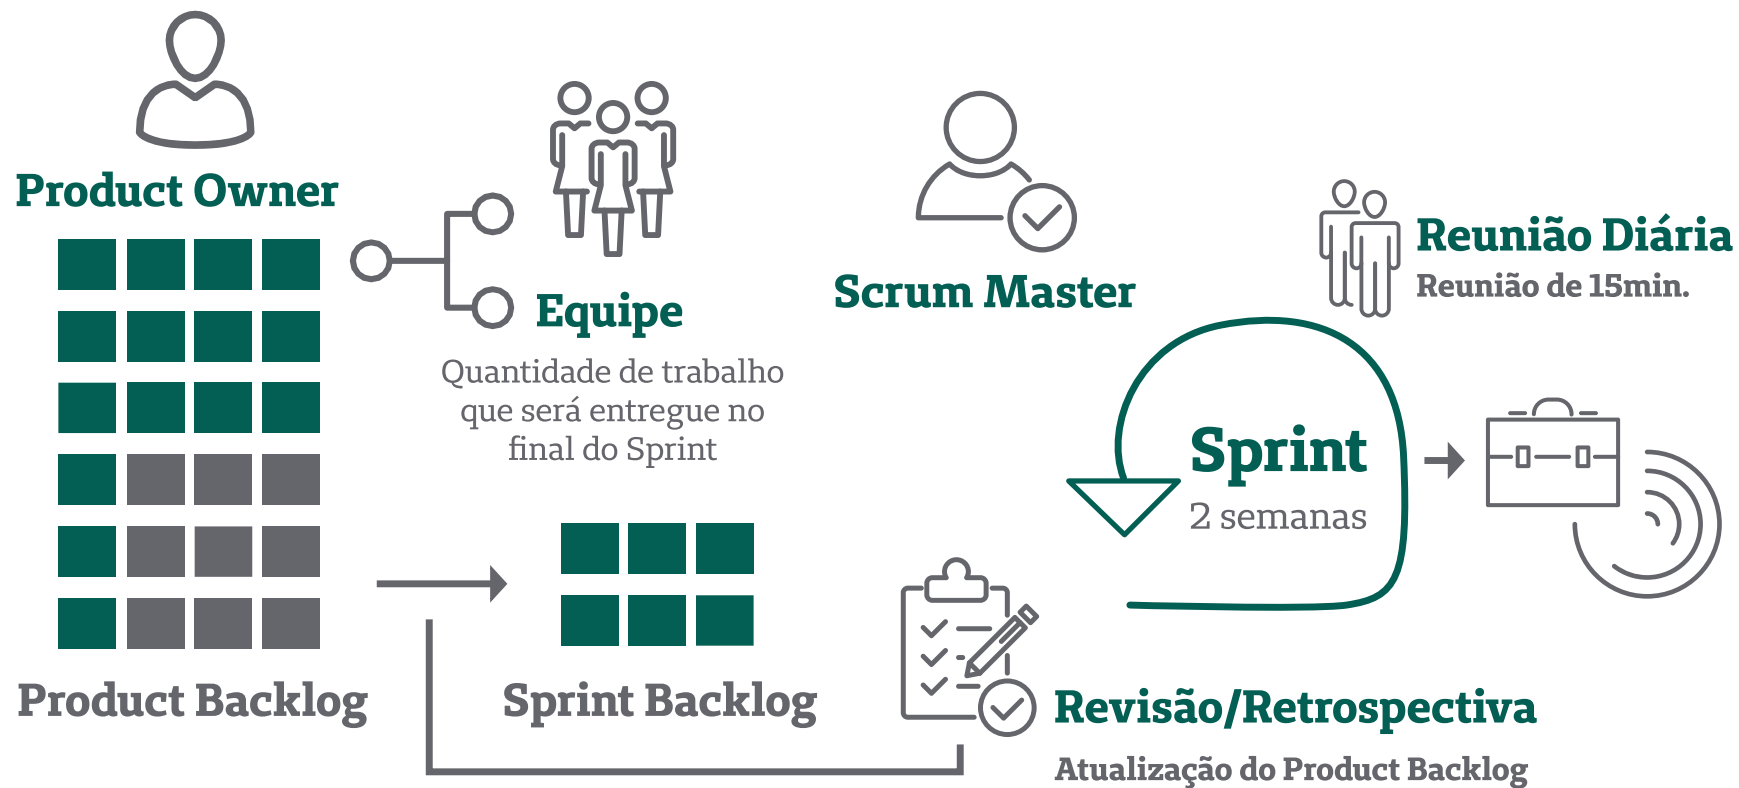 Product Owner
Equipe
Quantidade de trabalho
que será entregue no
final do Sprint
Scrum Master
Reunião Diária
Reunião de 15min.
Sprint
2 semanas
Product Backlog
Sprint Backlog
Revisão/Retrospectiva
Atualização do Product Backlog